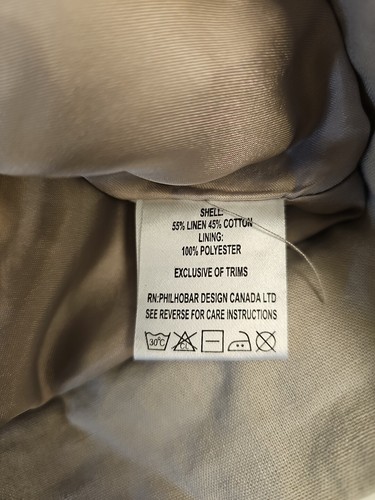 SHELL:
55% LINEN 45% COTTON
LINING:
100% POLYESTER
EXCLUSIVE OF TRIMS
RN:PHILHOBAR DESIGN CANADA LTD
SEE REVERSE FOR CARE INSTRUCTIONS
30°C CL